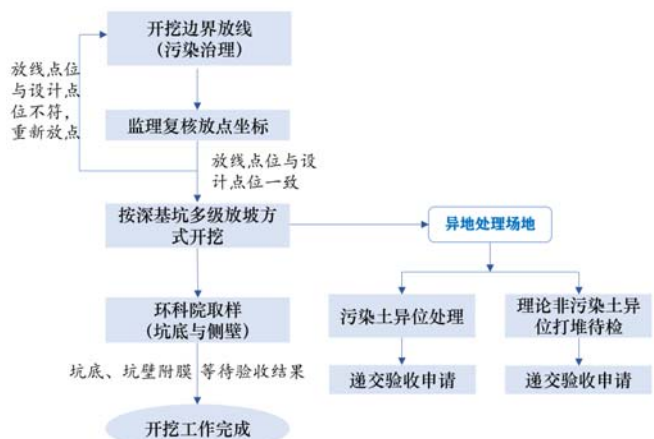 开挖边界放线
(污染治理)
放线点位
与设计点
位不符，
重新放点
监理复核放点坐标
放线点位与设
计点位一致
按深基坑多级放坡方
式开挖
异地处理场地
环科院取样
(坑底与侧壁)
污染土异位处理
理论非污染土异
位打堆待检
坑底、坑壁附膜 等待验收结果
递交验收申请
递交验收申请
开挖工作完成